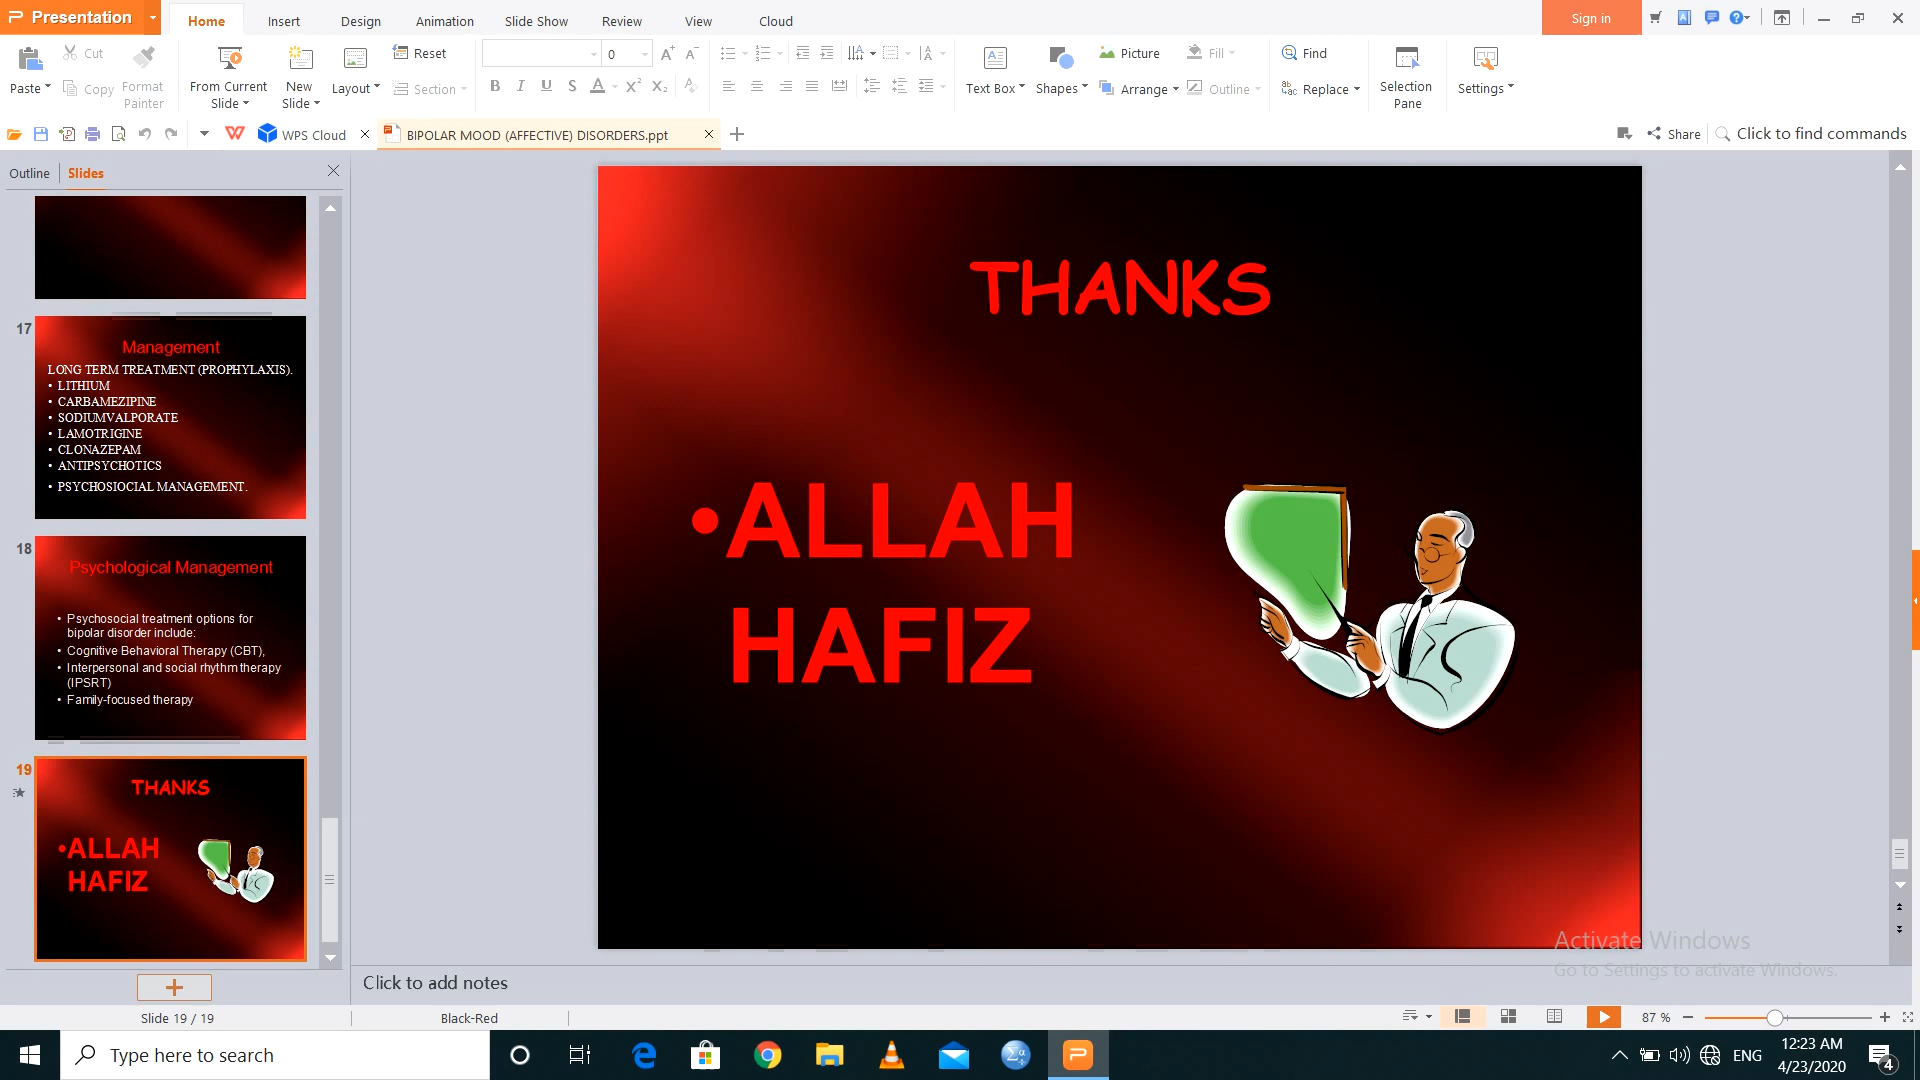 Presentation
Home Insert Design Animation Slide Show Review View Cloud
Sign in
Paste Cut Copy Format Painter
From Current Slide New Slide Layout Reset Section
0
B I U S A X² X₂
Text Box Shapes Picture Arrange Fill Outline
Find Replace Selection Pane Settings
WPS Cloud
BIPOLAR MOOD (AFFECTIVE) DISORDERS.ppt
Share Click to find commands
Outline Slides
17
Management
LONG TERM TREATMENT (PROPHYLAXIS).
• LITHIUM
• CARBAMEZIPINE
• SODIUMVALPORATE
• LAMOTRIGINE
• CLONAZEPAM
• ANTIPSYCHOTICS
• PSYCHOSIOCIAL MANAGEMENT.
18
Psychological Management
• Psychosocial treatment options for
bipolar disorder include:
• Cognitive Behavioral Therapy (CBT),
• Interpersonal and social rhythm therapy
(IPSRT)
• Family-focused therapy
19
THANKS
•ALLAH
HAFIZ
THANKS
•ALLAH
HAFIZ
Activate Windows
Go to Settings to activate Windows.
Click to add notes
Slide 19 / 19 Black-Red 87 %
Type here to search
ENG
12:23 AM
4/23/2020
4